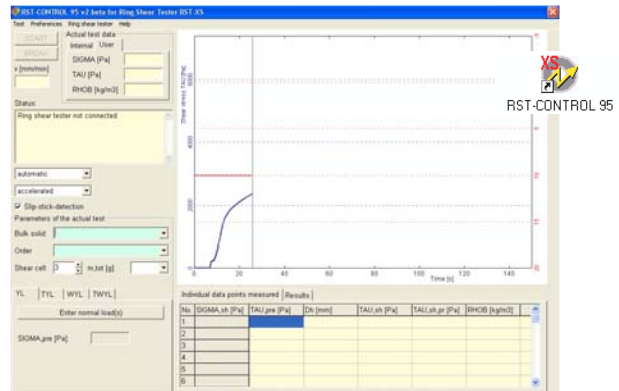 RST-CONTROL 95 v2 beta for Ring Shear Tester RST-XS
Test Preferences Ring shear tester Help
START
BREAK
v [mm/min]
Actual test data
Internal User
SIGMA [Pa]
TAU [Pa]
RHOB [kg/m3]
Status:
Ring shear tester not connected
automatic
accelerated
Slip-stick-detection
Parameters of the actual test
Bulk solid
Order
Shear cell: 3 m,tot [g]
YL TYL WYL TWYL
Enter normal load(s)
SIGMA,pre [Pa]
Shear stress TAU [Pa]
6000
4000
2000
0
0 20 40 60 80 100 120 140
Time [s]
Individual data points measured Results
No. SIGMA,sh [Pa] TAU,pre [Pa] Dh [mm] TAU,sh [Pa] TAU,sh,pr [Pa] RHOB [kg/m3]
1
2
3
4
5
6
XS
RST-CONTROL 95